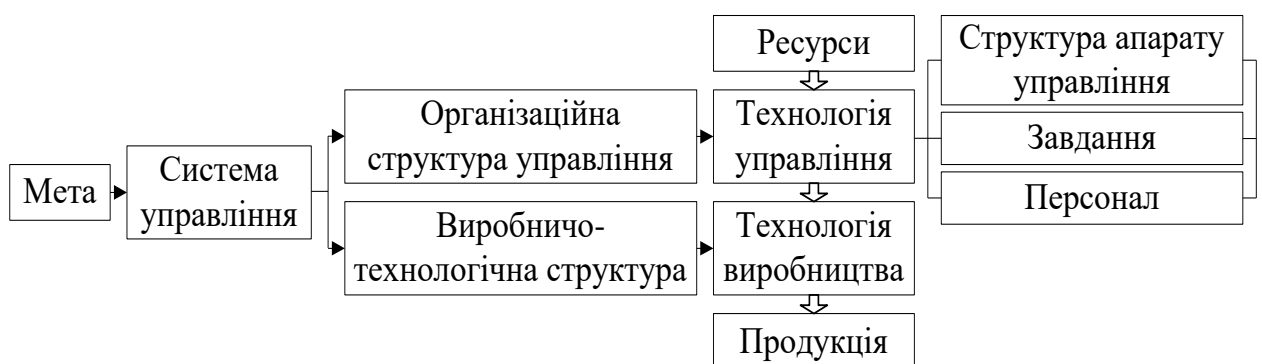 Мета
Система
управління
Організаційна
структура управління
Виробничо-
технологічна структура
Ресурси
Технологія
управління
Технологія
виробництва
Продукція
Структура апарату
управління
Завдання
Персонал